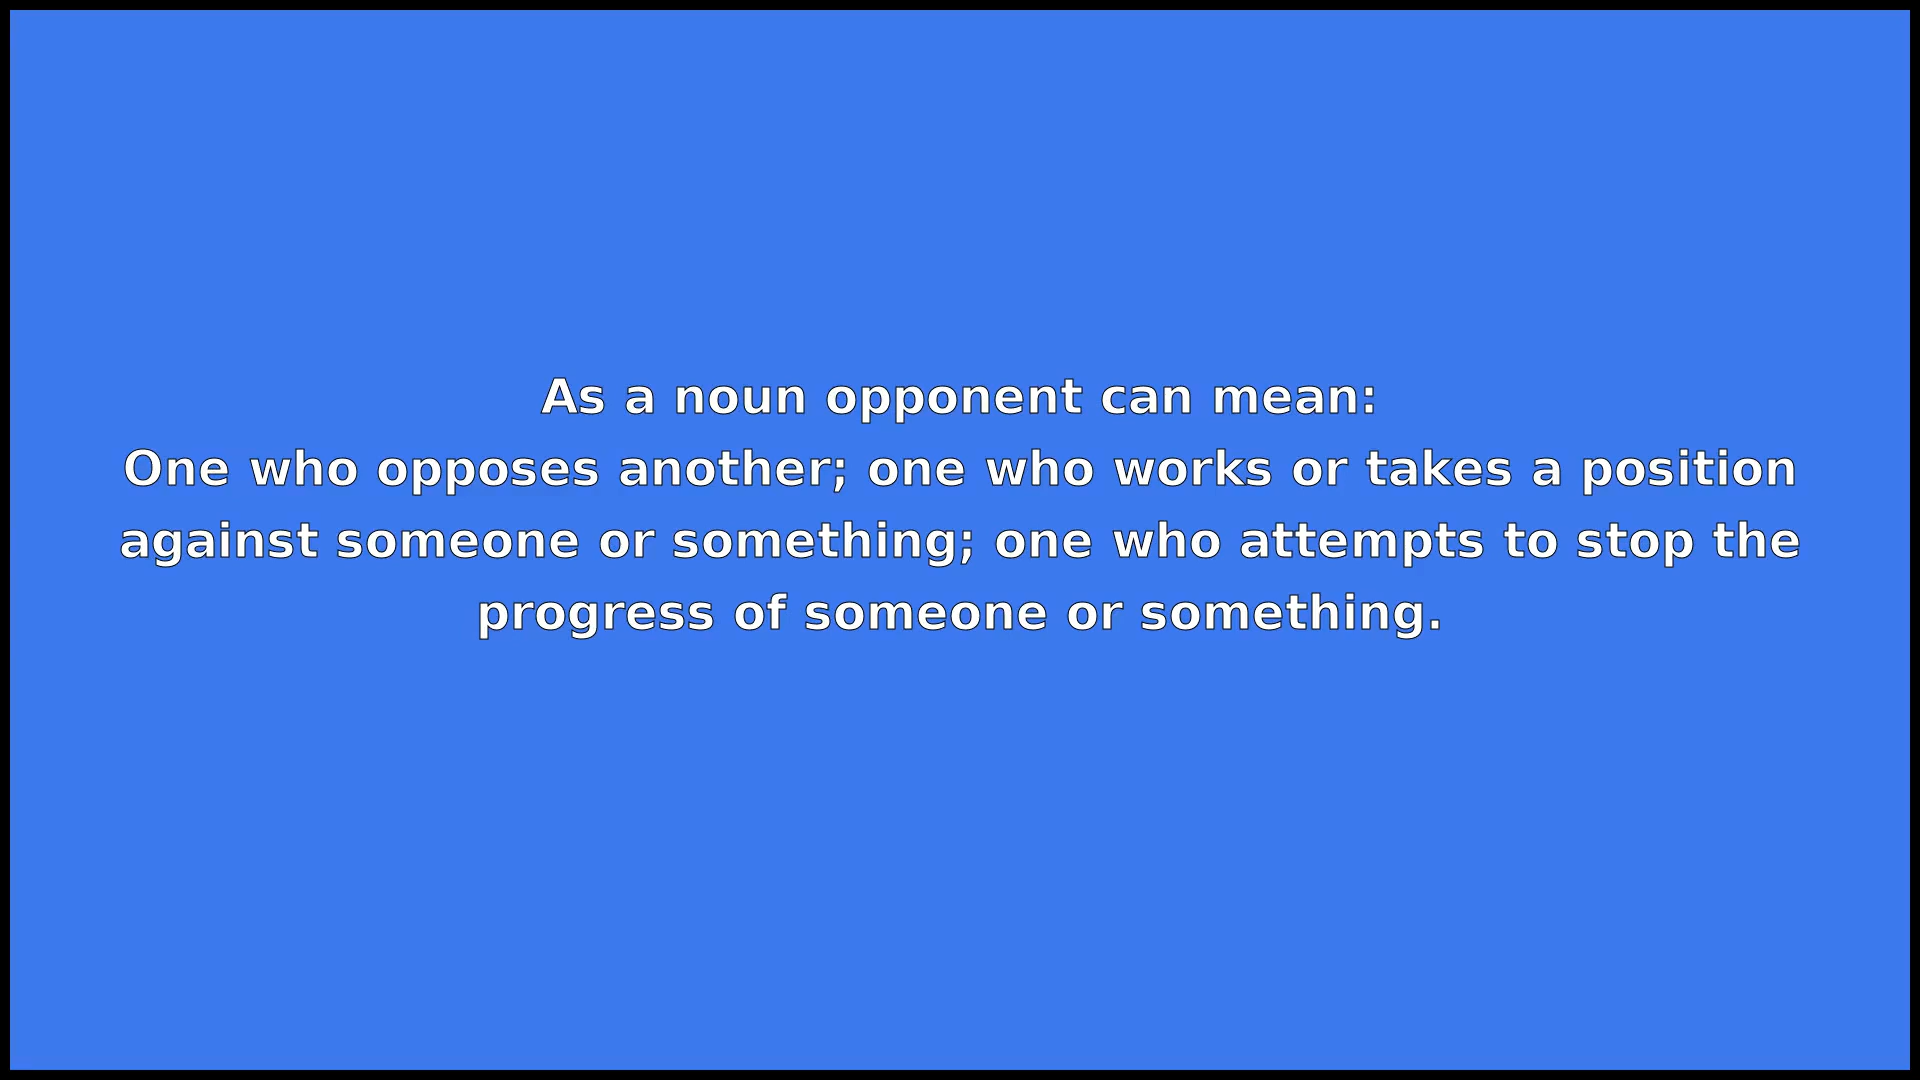 As a noun opponent can mean:
One who opposes another; one who works or takes a position
against someone or something; one who attempts to stop the
progress of someone or something.